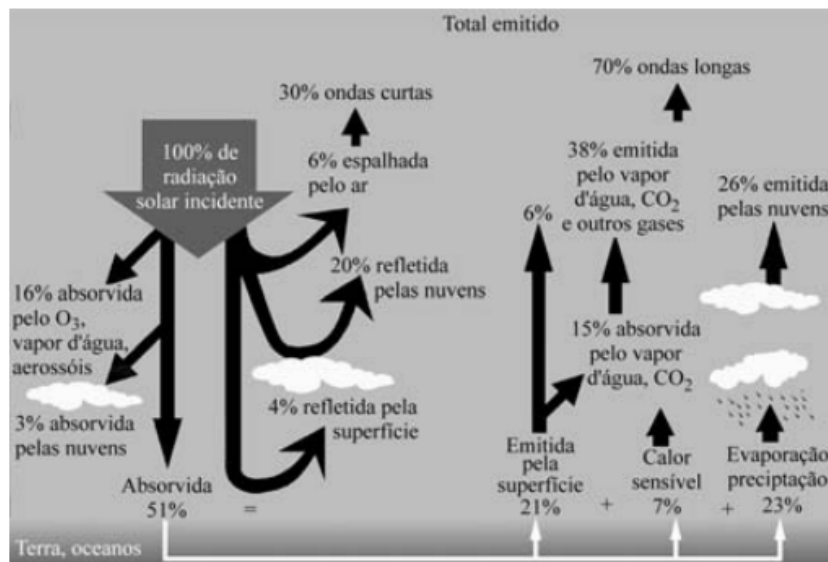 Total emitido
70% ondas longas
30% ondas curtas
100% de
radiação
solar incidente
6% espalhada
pelo ar
38% emitida
pelo vapor
d'água, CO₂
e outros gases
6%
26% emitida
pelas nuvens
16% absorvida
pelo O₃,
vapor d'água,
aerossóis
20% refletida
pelas nuvens
15% absorvida
pelo vapor
d'água, CO₂
3% absorvida
pelas nuvens
4% refletida pela
superfície
Absorvida
51%
=
Emitida
pela
superfície
21%
+
Calor
sensível
7%
+
Evaporação
preciptação
23%
Terra, oceanos